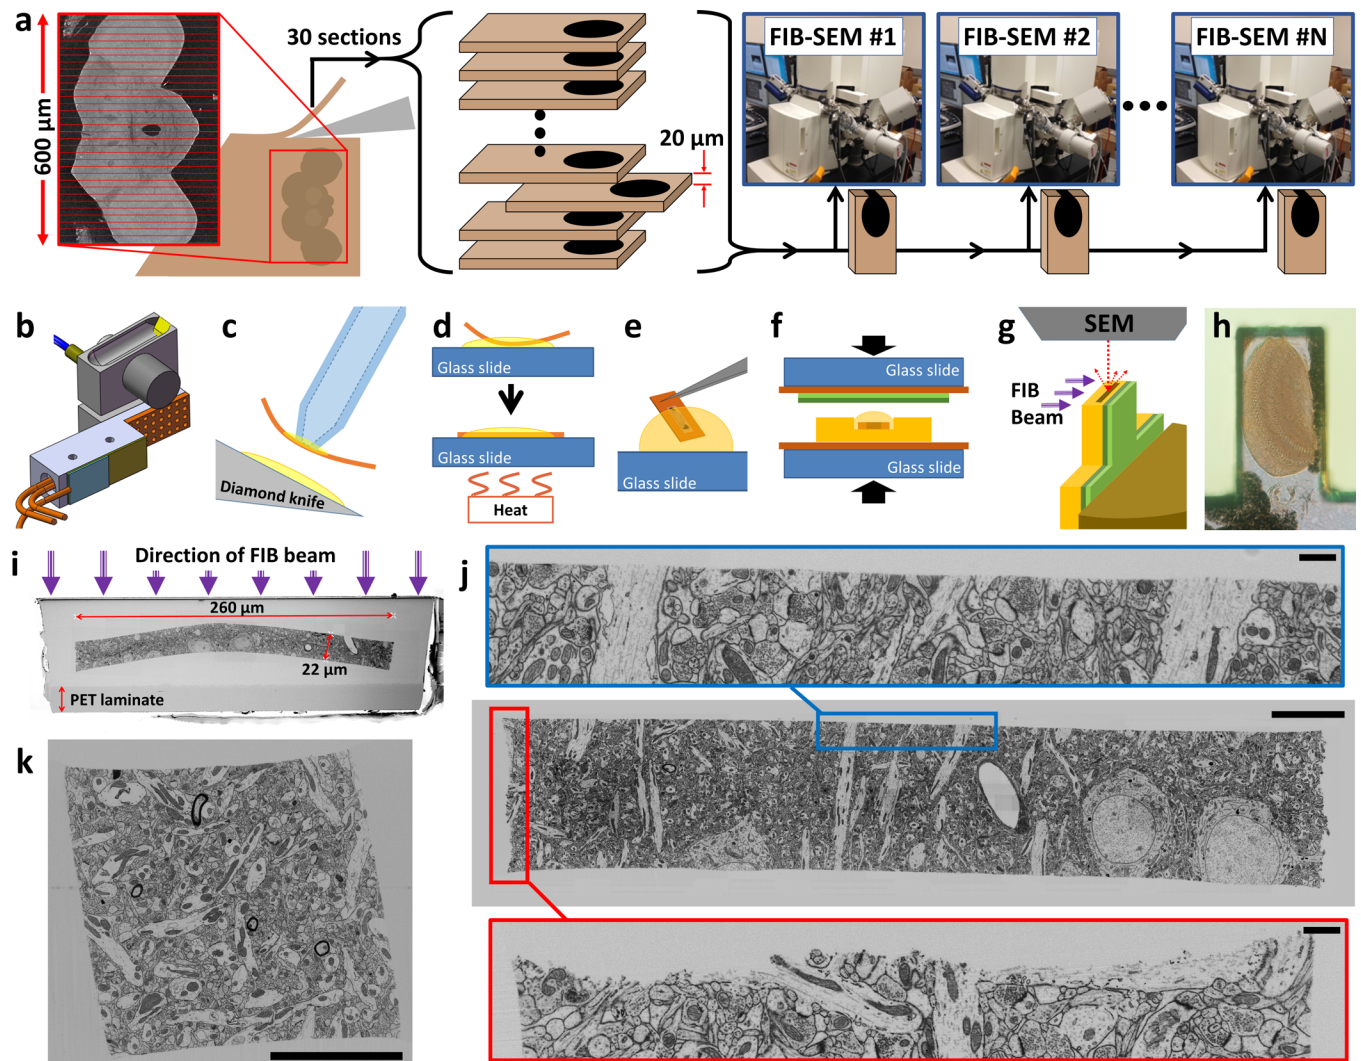 a
600 µm
30 sections
20 µm
FIB-SEM #1
FIB-SEM #2
FIB-SEM #N
b
c
Diamond knife
d
Glass slide
Glass slide
Heat
e
Glass slide
f
Glass slide
Glass slide
g
SEM
FIB
Beam
h
i
Direction of FIB beam
260 µm
22 µm
PET laminate
j
k